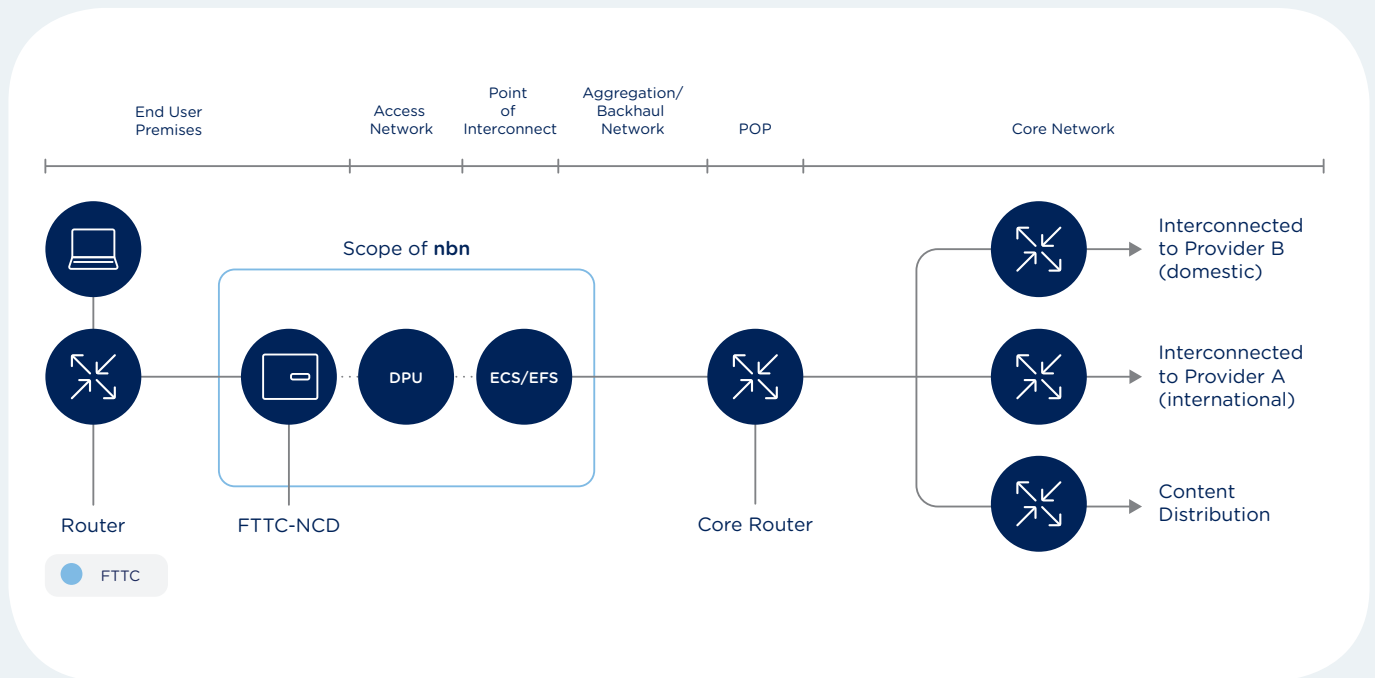 End User
Premises
Access
Network
Point
of
Interconnect
Aggregation/
Backhaul
Network
POP
Core Network
Scope of nbn
DPU
ECS/EFS
Router
FTTC-NCD
Core Router
Interconnected
to Provider B
(domestic)
Interconnected
to Provider A
(international)
Content
Distribution
FTTC